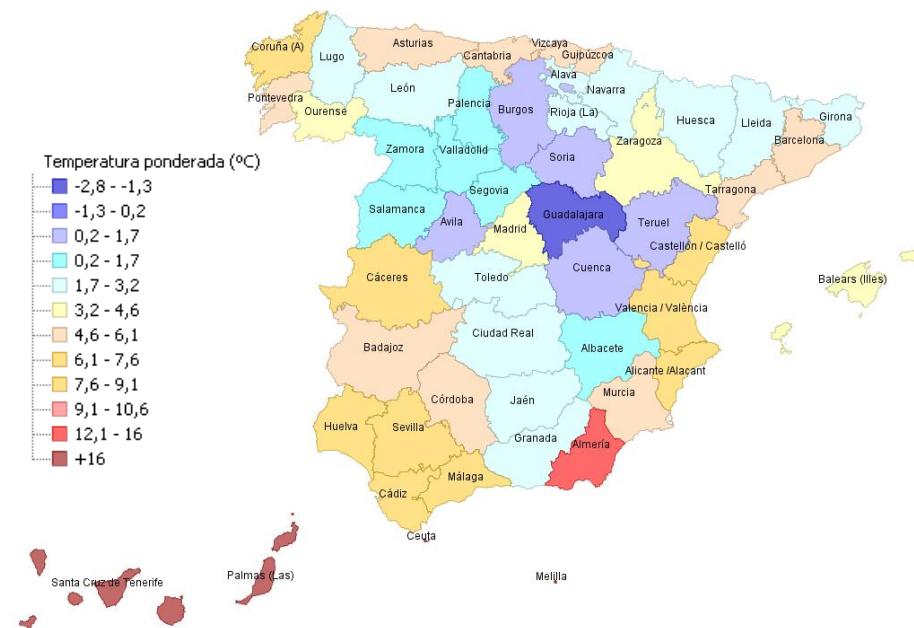 Coruña (A)
Lugo
Asturias
Cantabria
Vizcaya
Guipúzcoa
Alava
Navarra
Pontevedra
Ourense
León
Palencia
Burgos
Rioja (La)
Huesca
Lleida
Girona
Barcelona
Zamora
Valladolid
Soria
Zaragoza
Tarragona
Temperatura ponderada (ºC)
-2,8 - -1,3
-1,3 - 0,2
0,2 - 1,7
0,2 - 1,7
1,7 - 3,2
3,2 - 4,6
4,6 - 6,1
6,1 - 7,6
7,6 - 9,1
9,1 - 10,6
12,1 - 16
+16
Salamanca
Segovia
Avila
Madrid
Guadalajara
Teruel
Castellón / Castelló
Cáceres
Toledo
Cuenca
Balears (Illes)
Valencia / València
Badajoz
Ciudad Real
Albacete
Alicante /Alacant
Córdoba
Jaén
Murcia
Huelva
Sevilla
Granada
Almería
Cádiz
Málaga
Ceuta
Melilla
Santa Cruz de Tenerife
Palmas (Las)